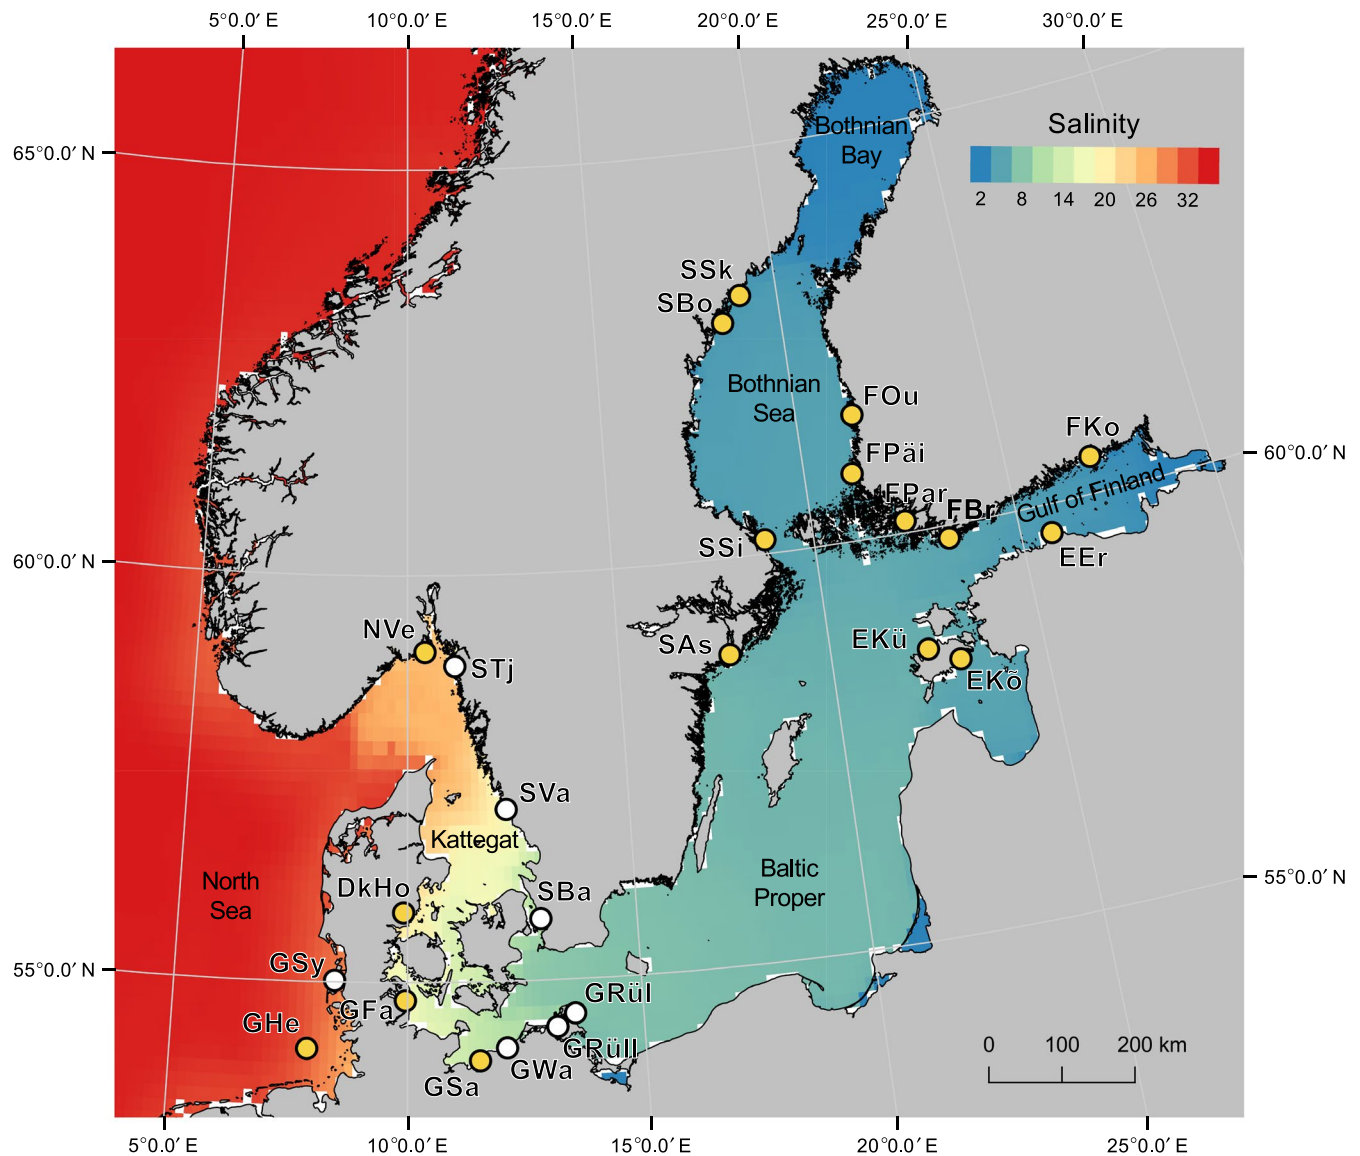 5°0.0′ E
10°0.0′ E
15°0.0′ E
20°0.0′ E
25°0.0′ E
30°0.0′ E
65°0.0′ N
Bothnian
Bay
Salinity
2 8 14 20 26 32
SSk
SBo
Bothnian
Sea
FOu
FPäi
FKo
60°0.0′ N
FPar
FBr
Gulf of Finland
SSi
EEr
60°0.0′ N
NVe
STj
SAs
EKü
EKõ
SVa
Kattegat
North
Sea
DkHo
SBa
Baltic
Proper
55°0.0′ N
55°0.0′ N
GSy
GFa
GRüI
GHe
GRüII
GSa
GWa
0 100 200 km
5°0.0′ E
10°0.0′ E
15°0.0′ E
20°0.0′ E
25°0.0′ E